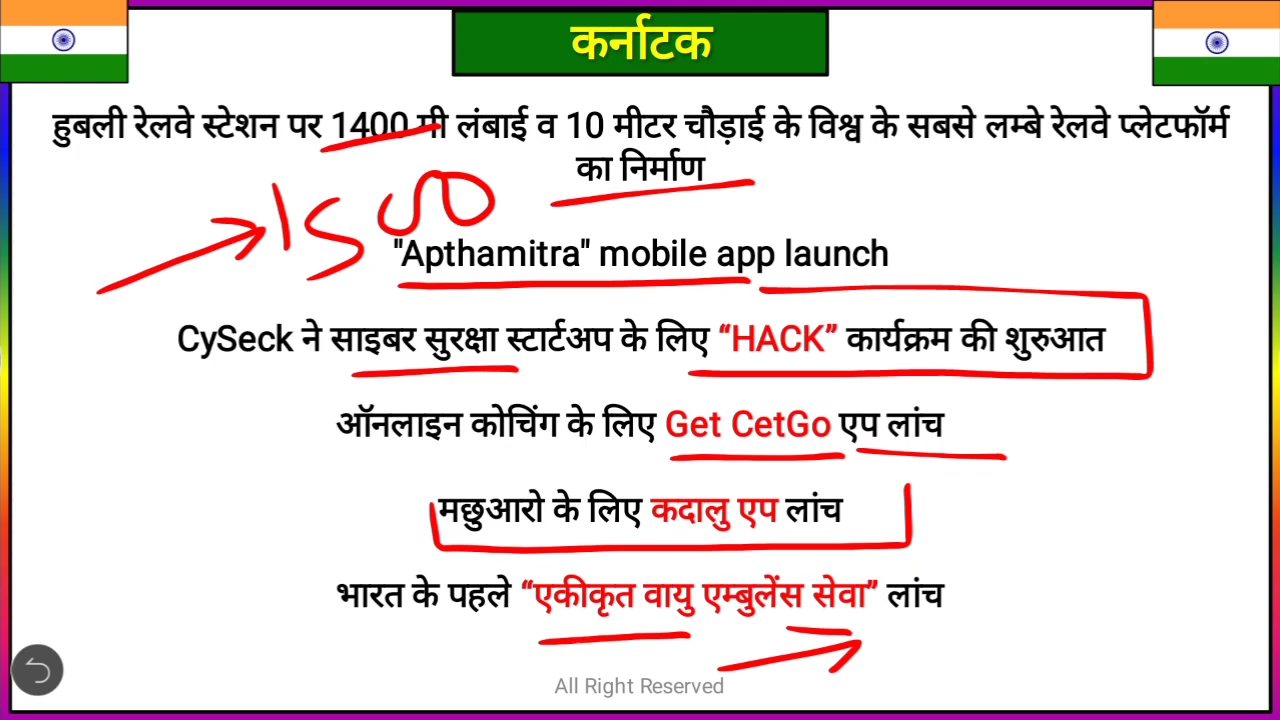 कर्नाटक
हुबली रेलवे स्टेशन पर 1400 मी लंबाई व 10 मीटर चौड़ाई के विश्व के सबसे लम्बे रेलवे प्लेटफॉर्म
का निर्माण
1500
"Apthamitra" mobile app launch
CySeck ने साइबर सुरक्षा स्टार्टअप के लिए “HACK” कार्यक्रम की शुरुआत
ऑनलाइन कोचिंग के लिए Get CetGo एप लांच
मछुआरो के लिए कदालु एप लांच
भारत के पहले “एकीकृत वायु एम्बुलेंस सेवा” लांच
All Right Reserved